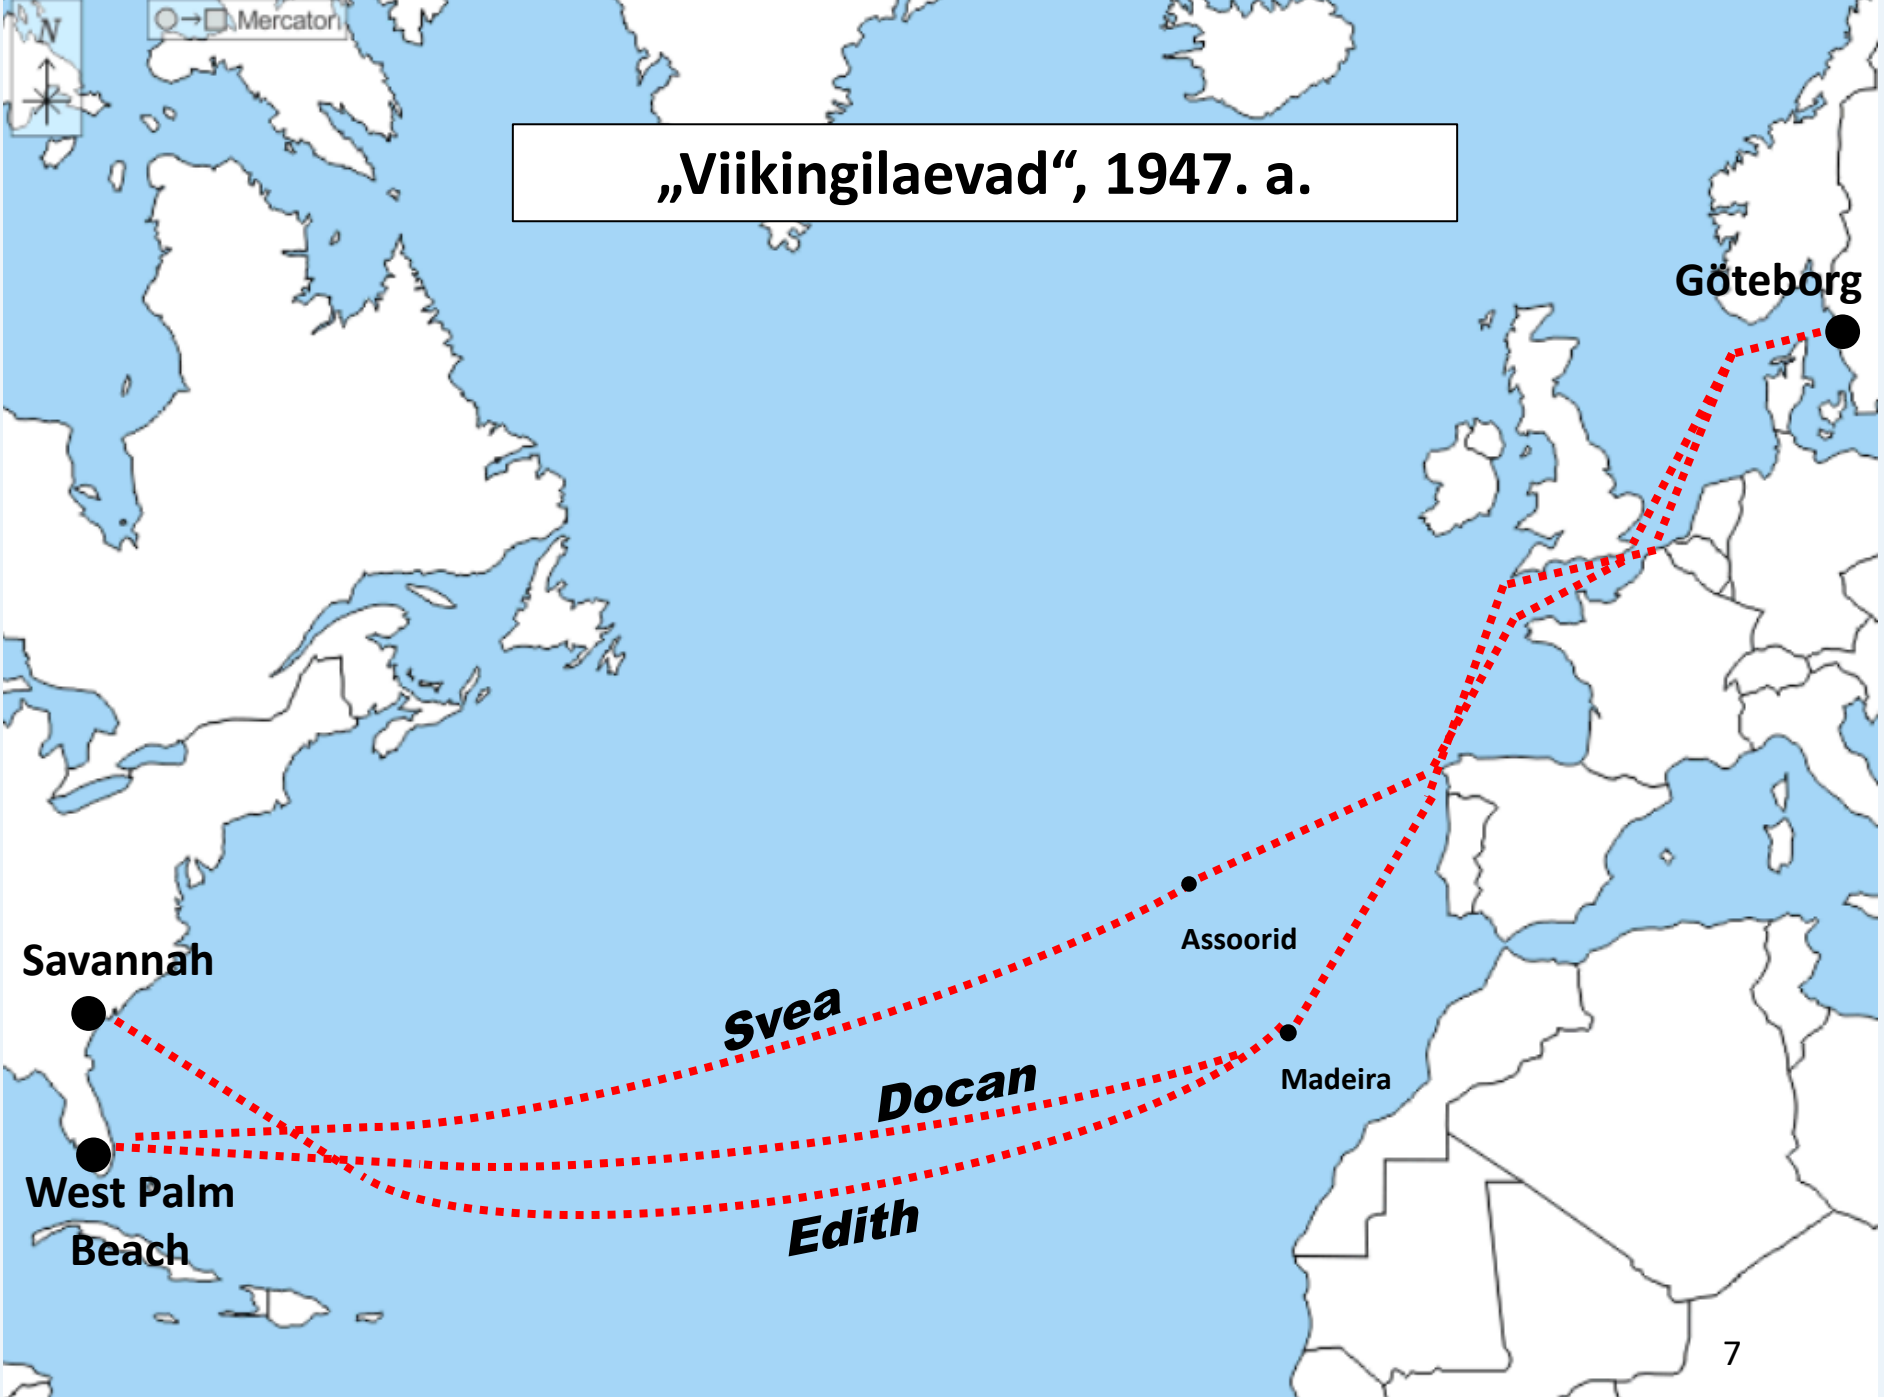 N
Mercator
„Viikingilaevad“, 1947. a.
Göteborg
Assoorid
Savannah
Svea
Docan
Madeira
West Palm
Beach
Edith
7